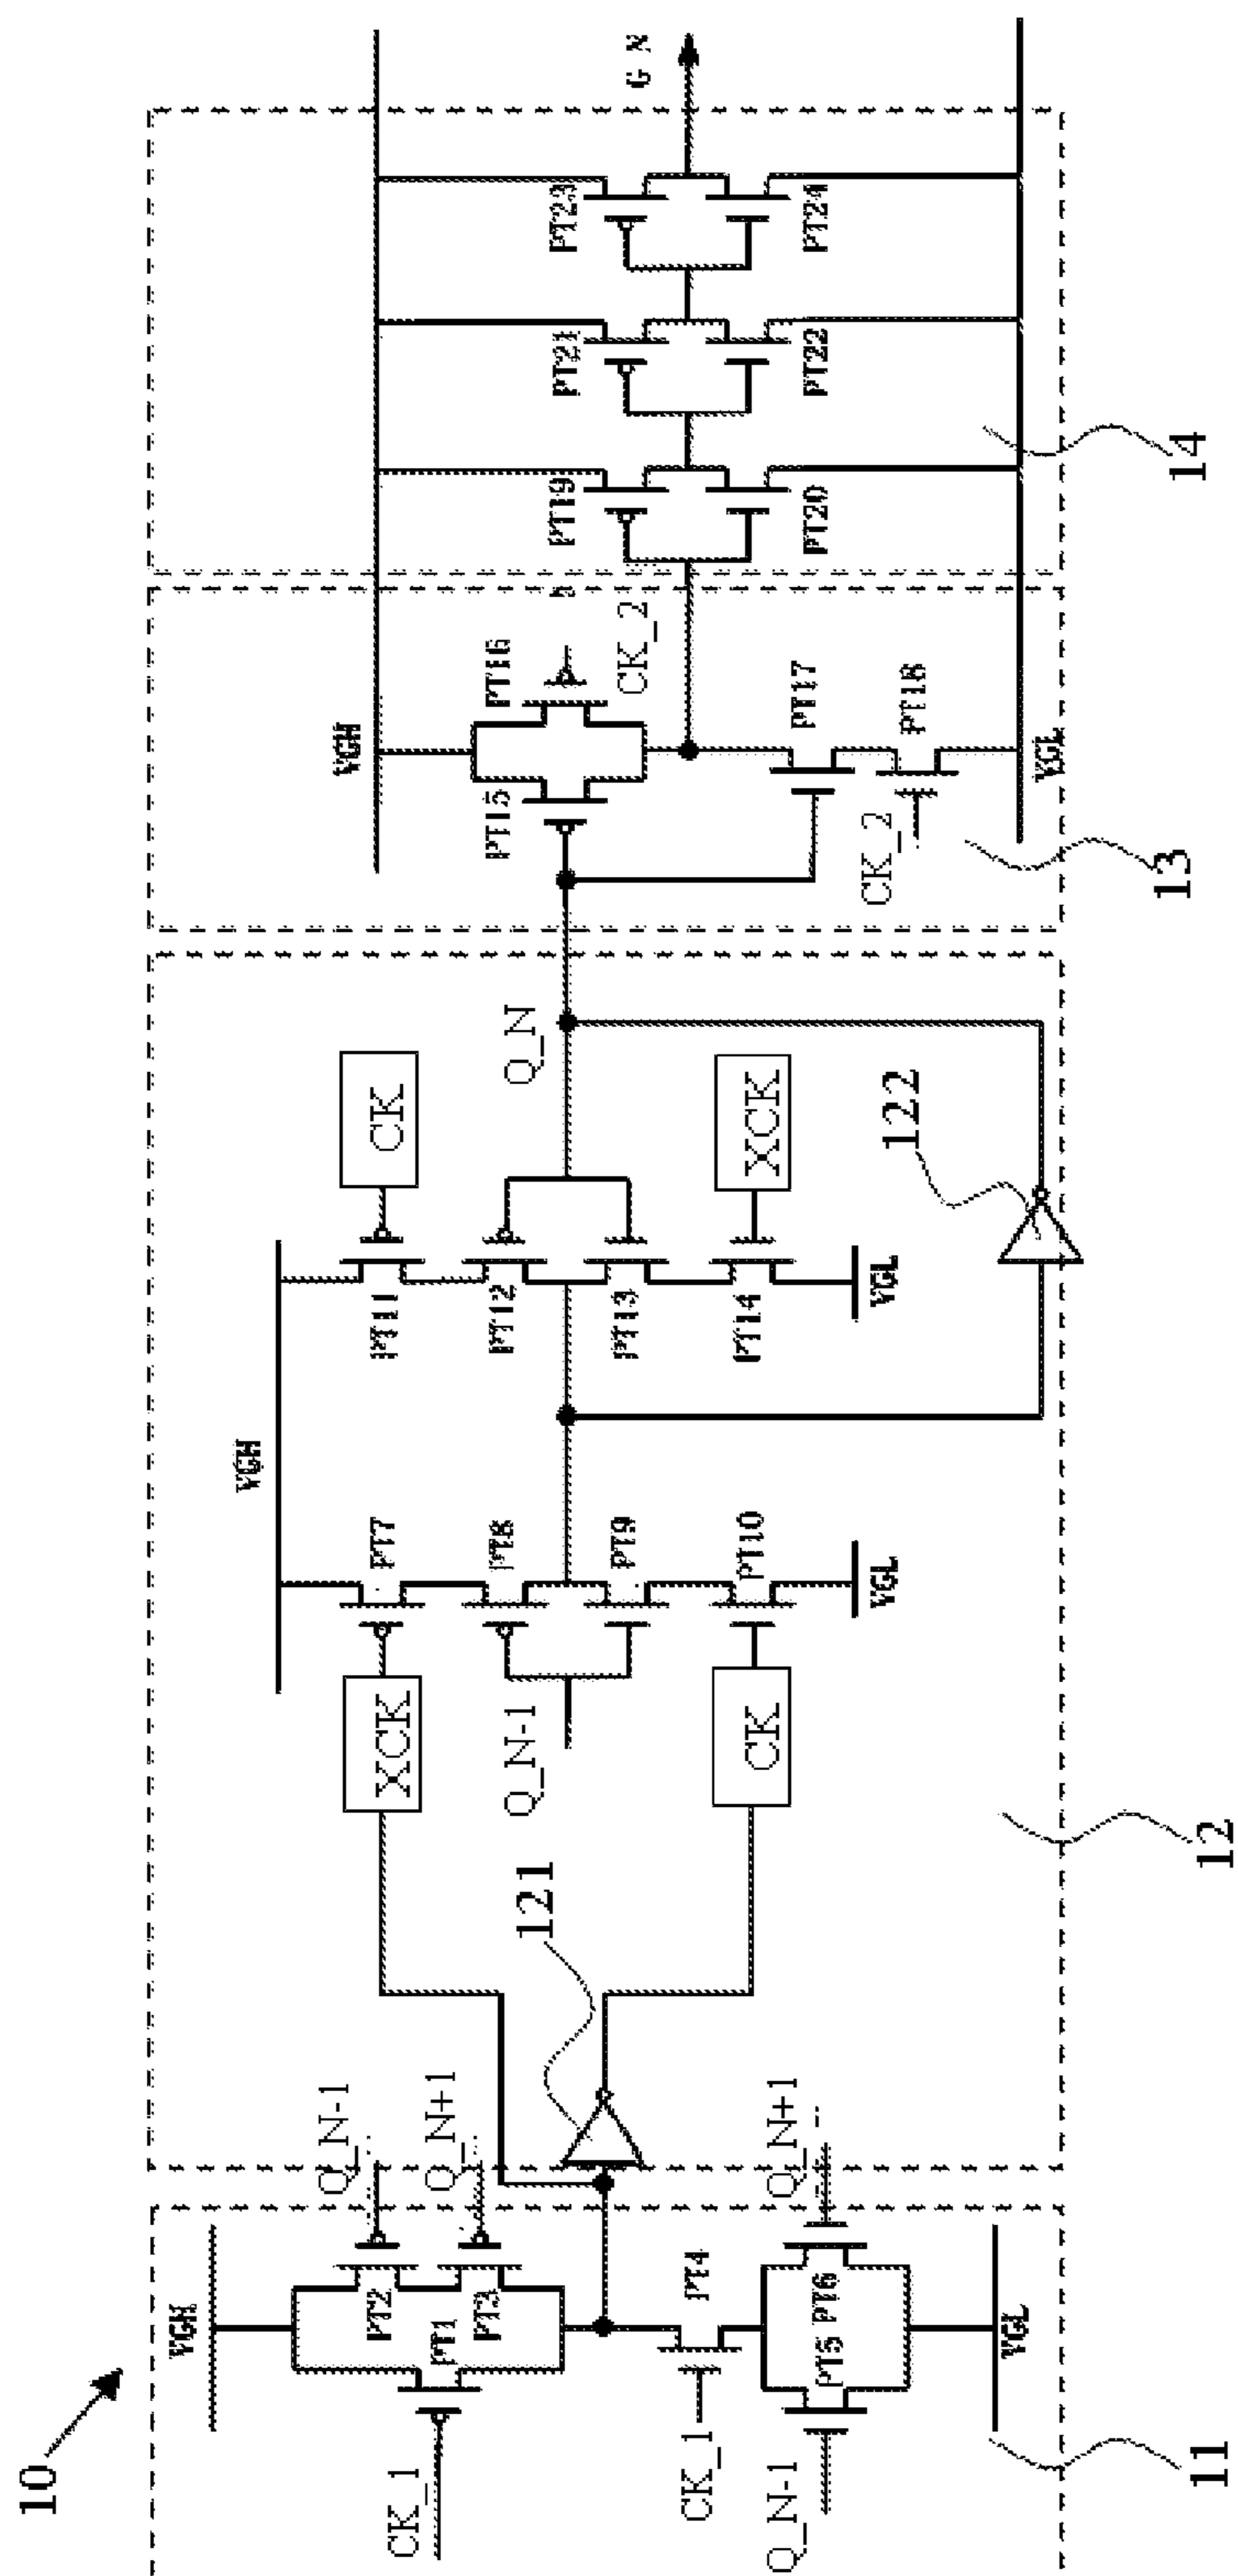 10
VGH
CK_1
PT1
PT2
Q_N-1
PT3
Q_N+1
PT4
CK_1
PT5
PT6
Q_N-1
Q_N+1
VGL
11
121
XCK
CK
VGH
PT7
PT8
PT9
PT10
Q_N-1
VGL
CK
PT11
PT12
PT13
PT14
XCK
VGL
Q_N
122
12
VGH
PT15
PT16
CK_2
PT17
PT18
CK_2
VGL
13
PT19
PT20
PT21
PT22
PT23
PT24
G N
14